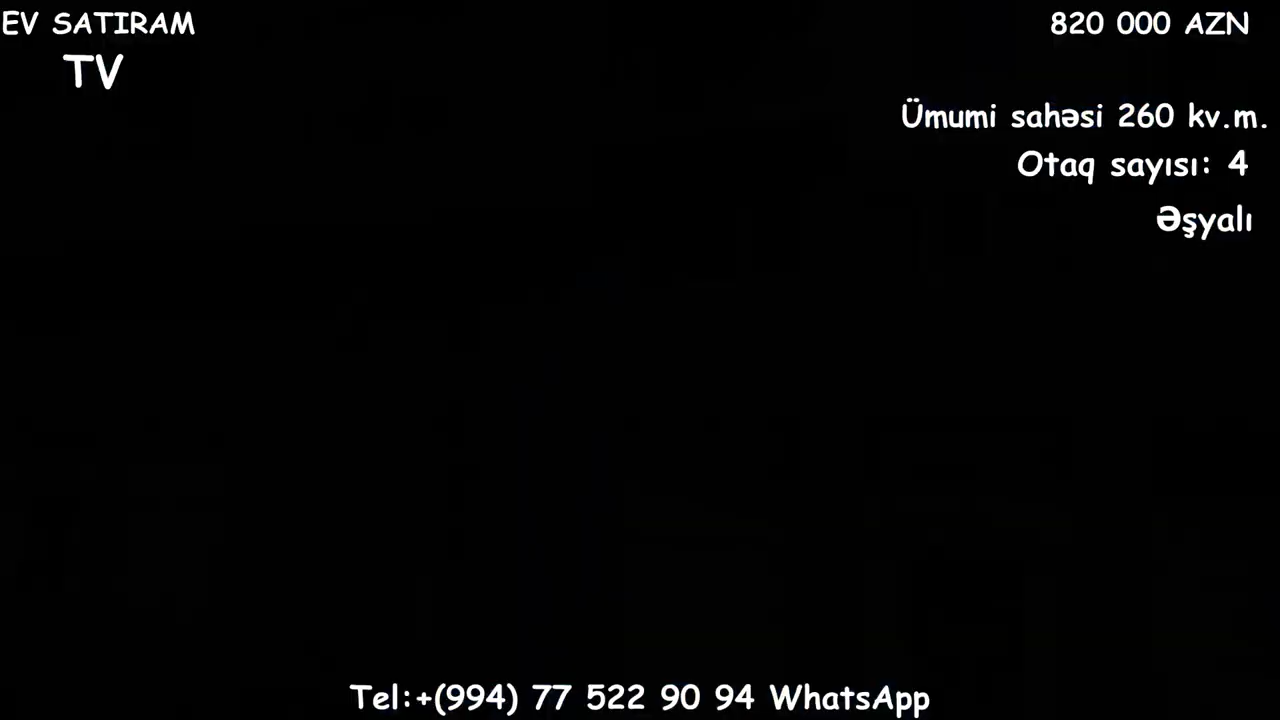 EV SATIRAM
TV
820 000 AZN
Ümumi sahəsi 260 kv.m.
Otaq sayısı: 4
Əşyalı
Tel:+(994) 77 522 90 94 WhatsApp